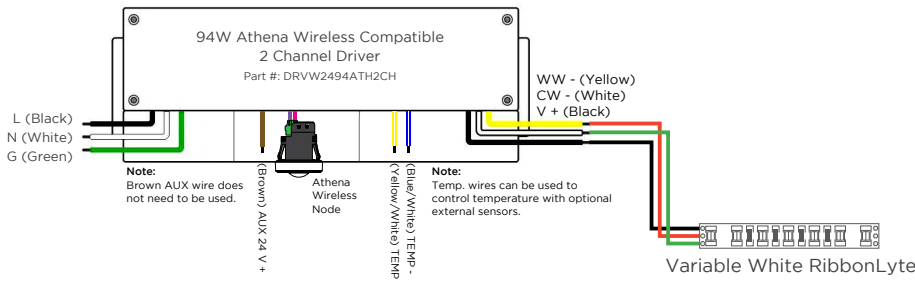 94W Athena Wireless Compatible
2 Channel Driver
Part #: DRVW2494ATH2CH
WW - (Yellow)
CW - (White)
V + (Black)
L (Black)
N (White)
G (Green)
Note:
Brown AUX wire does
not need to be used.
(Brown) AUX 24 V +
Athena
Wireless
Node
(Yellow/White) TEMP
(Blue/White) TEMP -
Note:
Temp. wires can be used to
control temperature with optional
external sensors.
Variable White RibbonLyte